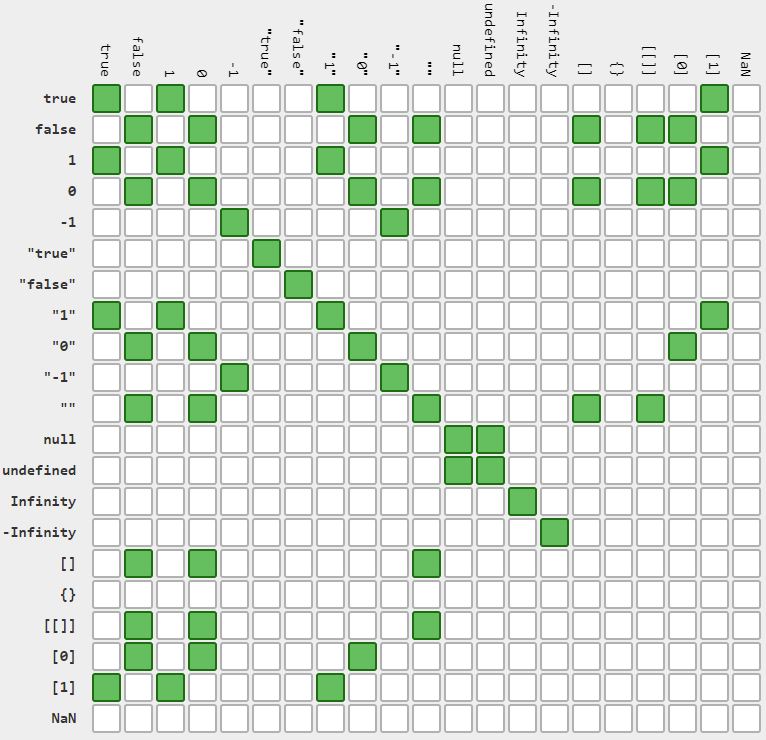 true
false
1
0
-1
"true"
"false"
"1"
"0"
"-1"
""
null
undefined
Infinity
-Infinity
[]
{}
[[]]
[0]
[1]
NaN
true
false
1
0
-1
"true"
"false"
"1"
"0"
"-1"
""
null
undefined
Infinity
-Infinity
[]
{}
[[]]
[0]
[1]
NaN